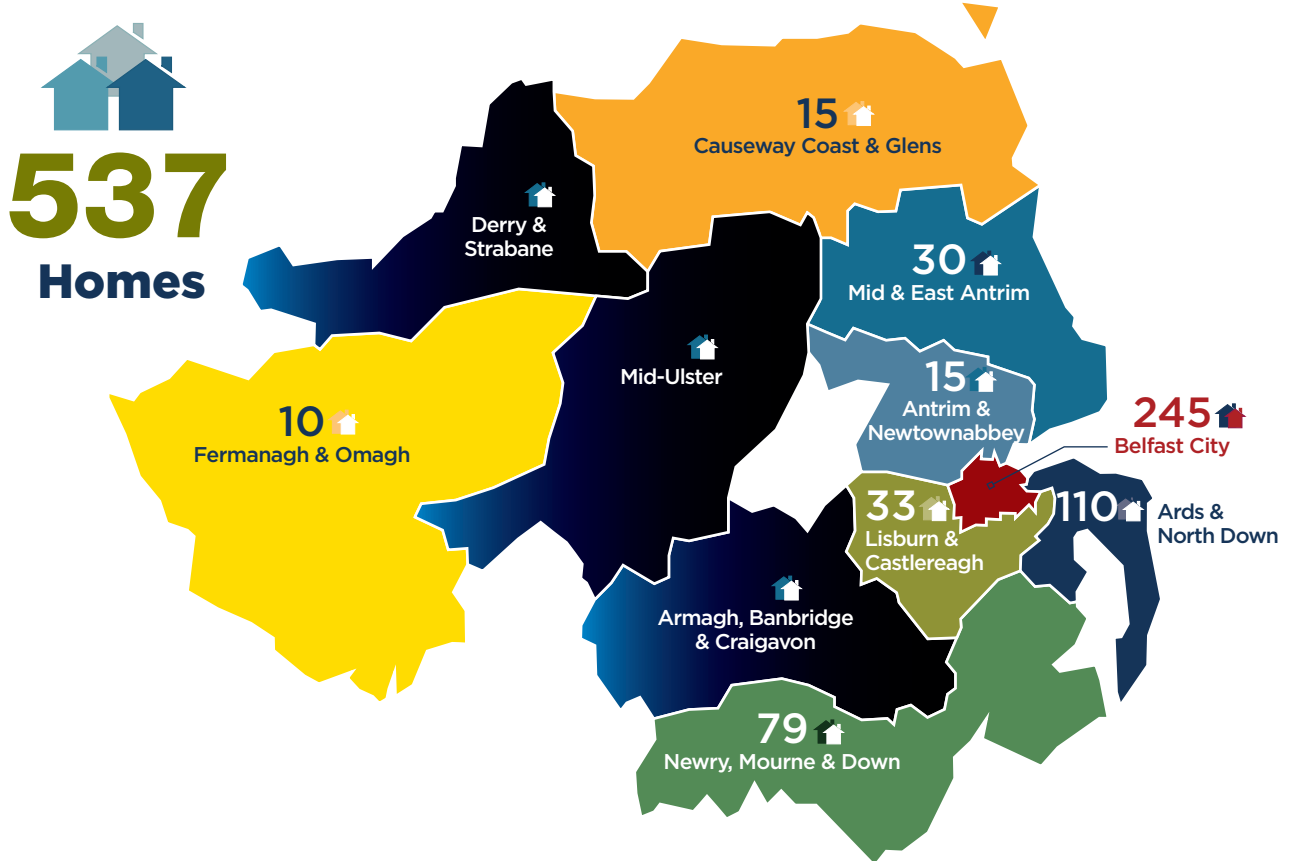 537
Homes
15
Causeway Coast & Glens
Derry &
Strabane
30
Mid & East Antrim
Mid-Ulster
15
Antrim &
Newtownabbey
10
Fermanagh & Omagh
245
Belfast City
33
Lisburn &
Castlereagh
110
Ards &
North Down
Armagh, Banbridge
& Craigavon
79
Newry, Mourne & Down